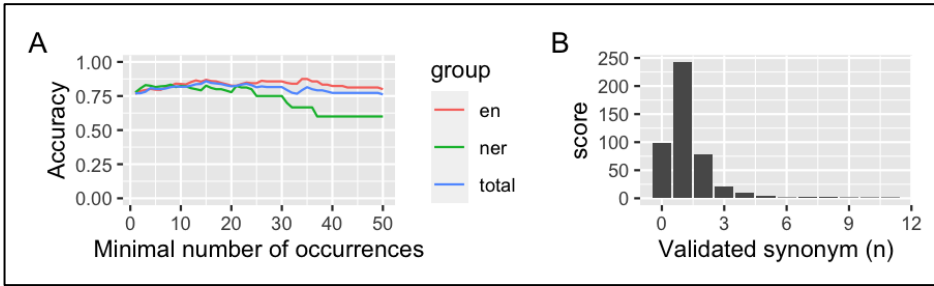 A
1.00
0.75
0.50
0.25
0.00
Accuracy
0 10 20 30 40 50
Minimal number of occurrences
group
en
ner
total
B
250
200
150
100
50
0
score
0 3 6 9 12
Validated synonym (n)